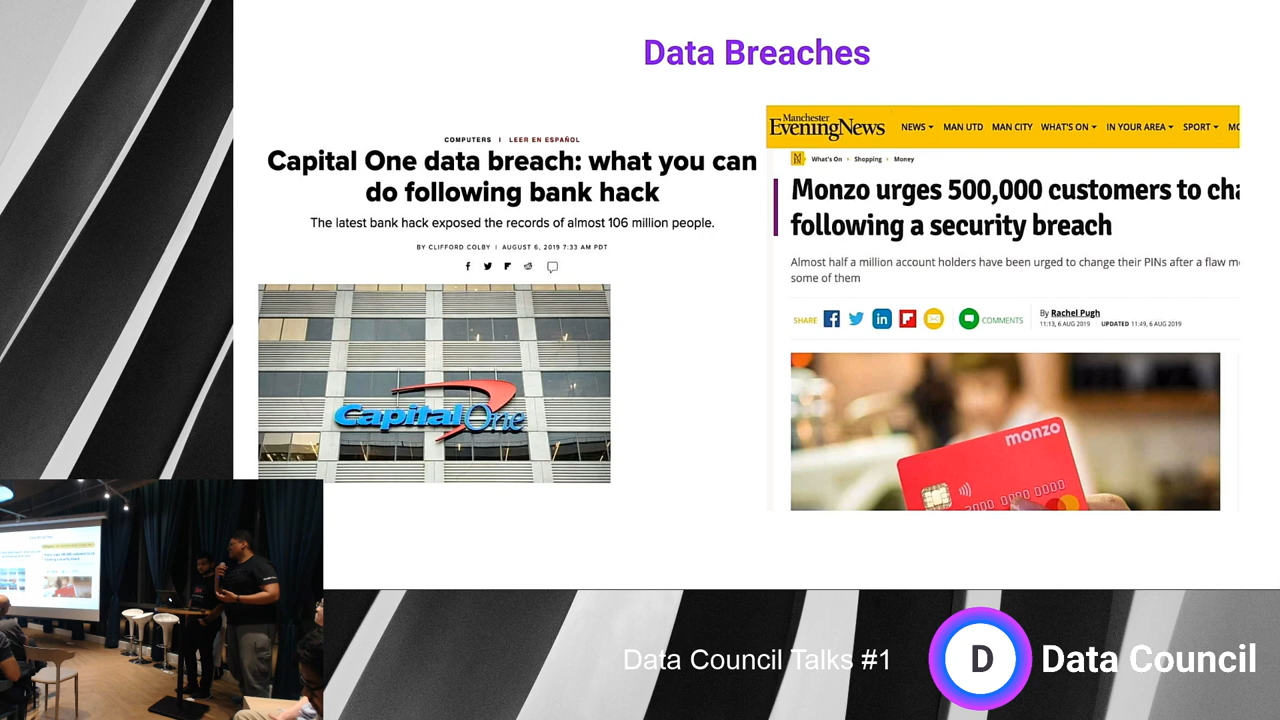 Data Breaches
COMPUTERS | LEER EN ESPAÑOL
Capital One data breach: what you can
do following bank hack
The latest bank hack exposed the records of almost 106 million people.
BY CLIFFORD COLBY | AUGUST 6, 2019 7:33 AM PDT
Capital One
Manchester
Evening News
NEWS MAN UTD MAN CITY WHAT'S ON IN YOUR AREA SPORT MO
What's On › Shopping › Money
Monzo urges 500,000 customers to cha
following a security breach
Almost half a million account holders have been urged to change their PINs after a flaw me
some of them
SHARE
COMMENTS
By Rachel Pugh
11:13, 6 AUG 2019 UPDATED 11:49, 6 AUG 2019
monzo
Data Council Talks #1
D Data Council